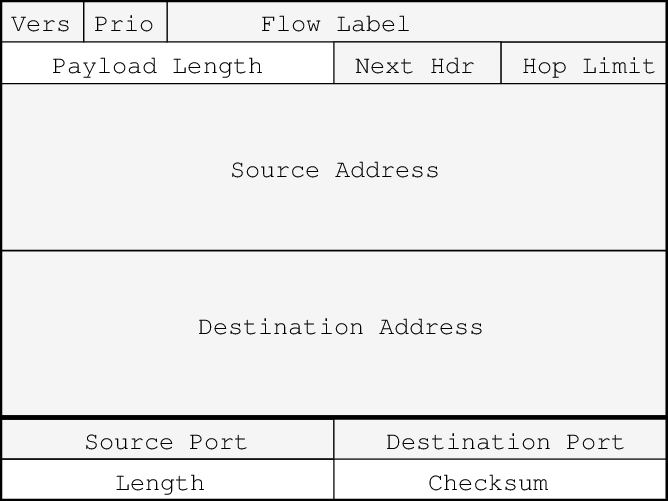 Vers Prio Flow Label
Payload Length Next Hdr Hop Limit
Source Address
Destination Address
Source Port Destination Port
Length Checksum